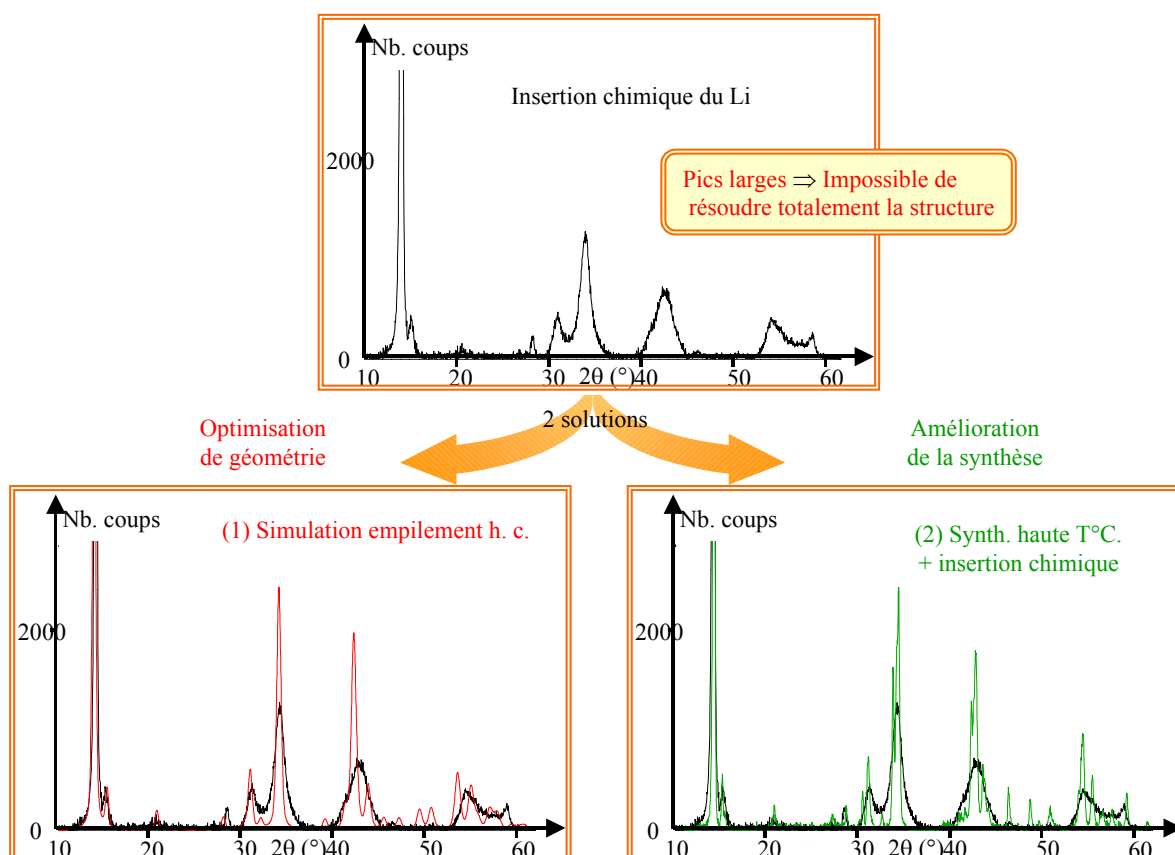 Nb. coups
Insertion chimique du Li
2000
Pics larges ⇒ Impossible de
résoudre totalement la structure
0
10 20 30 2θ (°) 40 50 60
2 solutions
Optimisation
de géométrie
Amélioration
de la synthèse
Nb. coups
(1) Simulation empilement h. c.
2000
0
10 20 30 2θ (°) 40 50 60
Nb. coups
(2) Synth. haute T°C.
+ insertion chimique
2000
0
10 20 30 2θ (°) 40 50 60